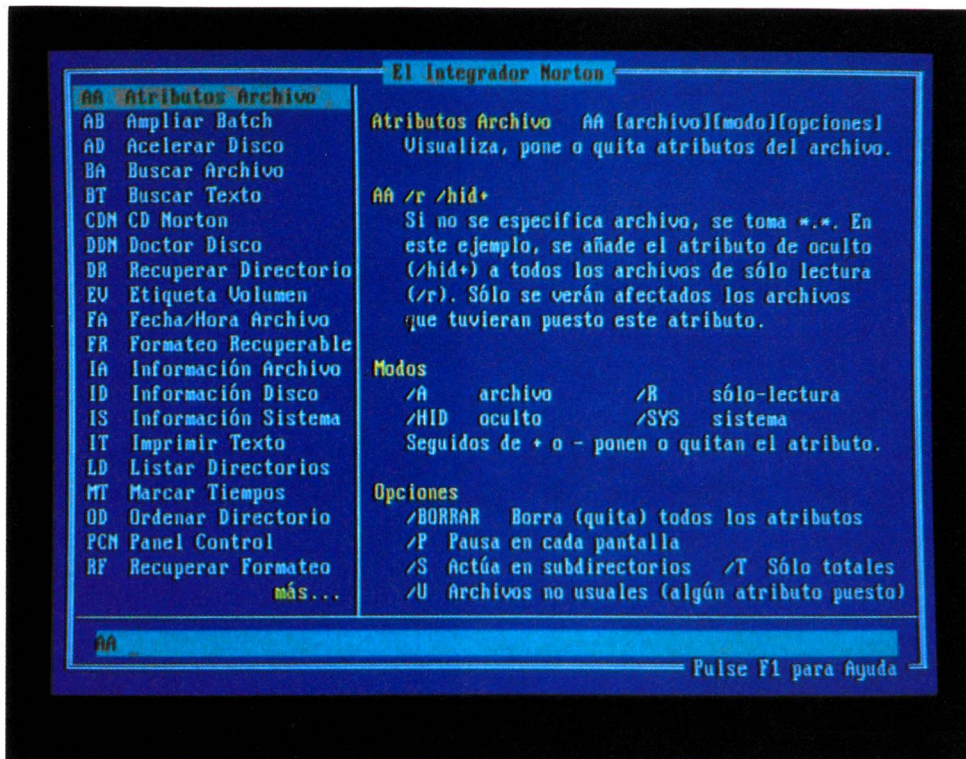 El Integrador Norton
AA Atributos Archivo
AB Ampliar Batch
AD Acelerar Disco
BA Buscar Archivo
BT Buscar Texto
CDN CD Norton
DDN Doctor Disco
DR Recuperar Directorio
EV Etiqueta Volumen
FA Fecha/Hora Archivo
FR Formateo Recuperable
IA Información Archivo
ID Información Disco
IS Información Sistema
IT Imprimir Texto
LD Listar Directorios
MT Marcar Tiempos
OD Ordenar Directorio
PCN Panel Control
RF Recuperar Formateo
más...
Atributos Archivo AA [archivo][modo][opciones]
Visualiza, pone o quita atributos del archivo.
AA /r /hid+
Si no se especifica archivo, se toma *.*. En
este ejemplo, se añade el atributo de oculto
(/hid+) a todos los archivos de sólo lectura
(/r). Sólo se verán afectados los archivos
que tuvieran puesto este atributo.
Modos
/A archivo /R sólo-lectura
/HID oculto /SYS sistema
Seguidos de + o - ponen o quitan el atributo.
Opciones
/BORRAR Borra (quita) todos los atributos
/P Pausa en cada pantalla
/S Actúa en subdirectorios /T Sólo totales
/U Archivos no usuales (algún atributo puesto)
AA _
Pulse F1 para Ayuda